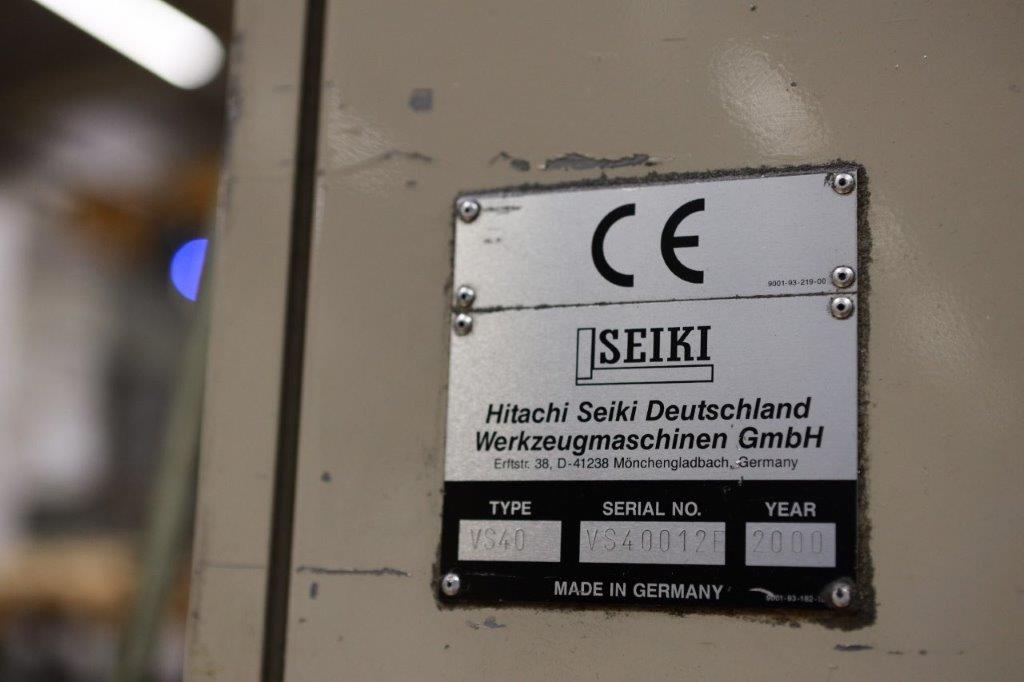 CE
9001-93-219-00
SEIKI
Hitachi Seiki Deutschland
Werkzeugmaschinen GmbH
Erftstr. 38, D-41238 Mönchengladbach, Germany
TYPE SERIAL NO. YEAR
VS40 2000
MADE IN GERMANY